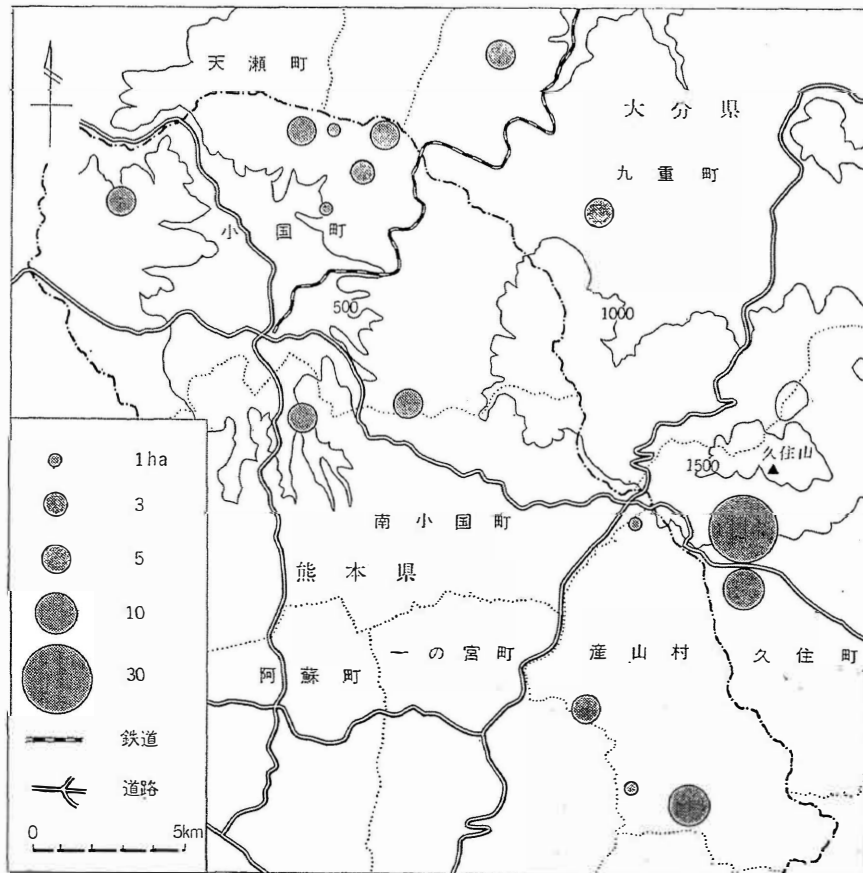 天瀬町
大分県
九重町
小国町
500
1000
久住山
1500
南小国町
熊本県
一の宮町
産山村
久住町
阿蘇町
1ha
3
5
10
30
鉄道
道路
0 5km